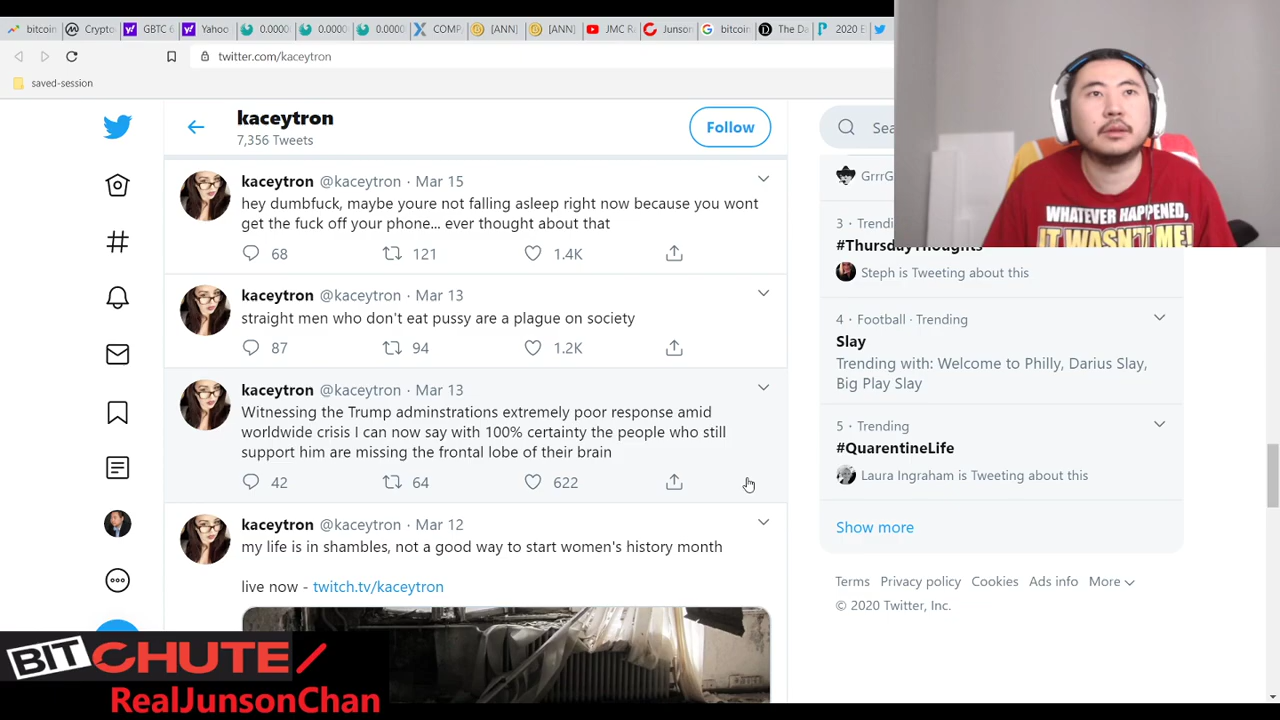 bitcoin
Crypto
GBTC 6
Yahoo
0.0000
0.0000
0.0000
COMP
[ANN]
[ANN]
JMC R
Junson
bitcoin
The Da
2020 E
twitter.com/kaceytron
saved-session
kaceytron
7,356 Tweets
Follow
kaceytron @kaceytron · Mar 15
hey dumbfuck, maybe youre not falling asleep right now because you wont
get the fuck off your phone... ever thought about that
68 121 1.4K
kaceytron @kaceytron · Mar 13
straight men who don't eat pussy are a plague on society
87 94 1.2K
kaceytron @kaceytron · Mar 13
Witnessing the Trump adminstrations extremely poor response amid
worldwide crisis I can now say with 100% certainty the people who still
support him are missing the frontal lobe of their brain
42 64 622
kaceytron @kaceytron · Mar 12
my life is in shambles, not a good way to start women's history month
live now - twitch.tv/kaceytron
Sea
GrrrG
3 · Trendi
#ThursdayThoughts
Steph is Tweeting about this
4 · Football · Trending
Slay
Trending with: Welcome to Philly, Darius Slay,
Big Play Slay
5 · Trending
#QuarentineLife
Laura Ingraham is Tweeting about this
Show more
Terms Privacy policy Cookies Ads info More
© 2020 Twitter, Inc.
WHATEVER HAPPENED,
IT WASN'T ME!
BITCHUTE/
RealJunsonChan